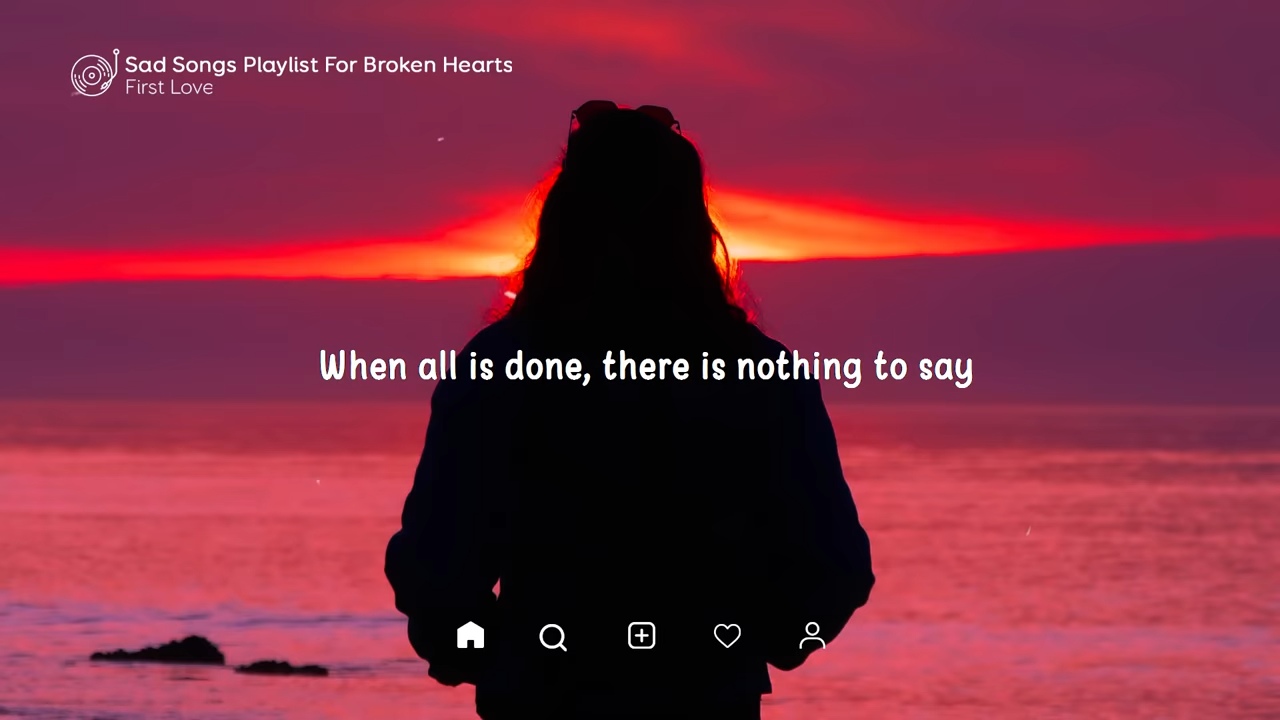 Sad Songs Playlist For Broken Hearts
First Love
When all is done, there is nothing to say